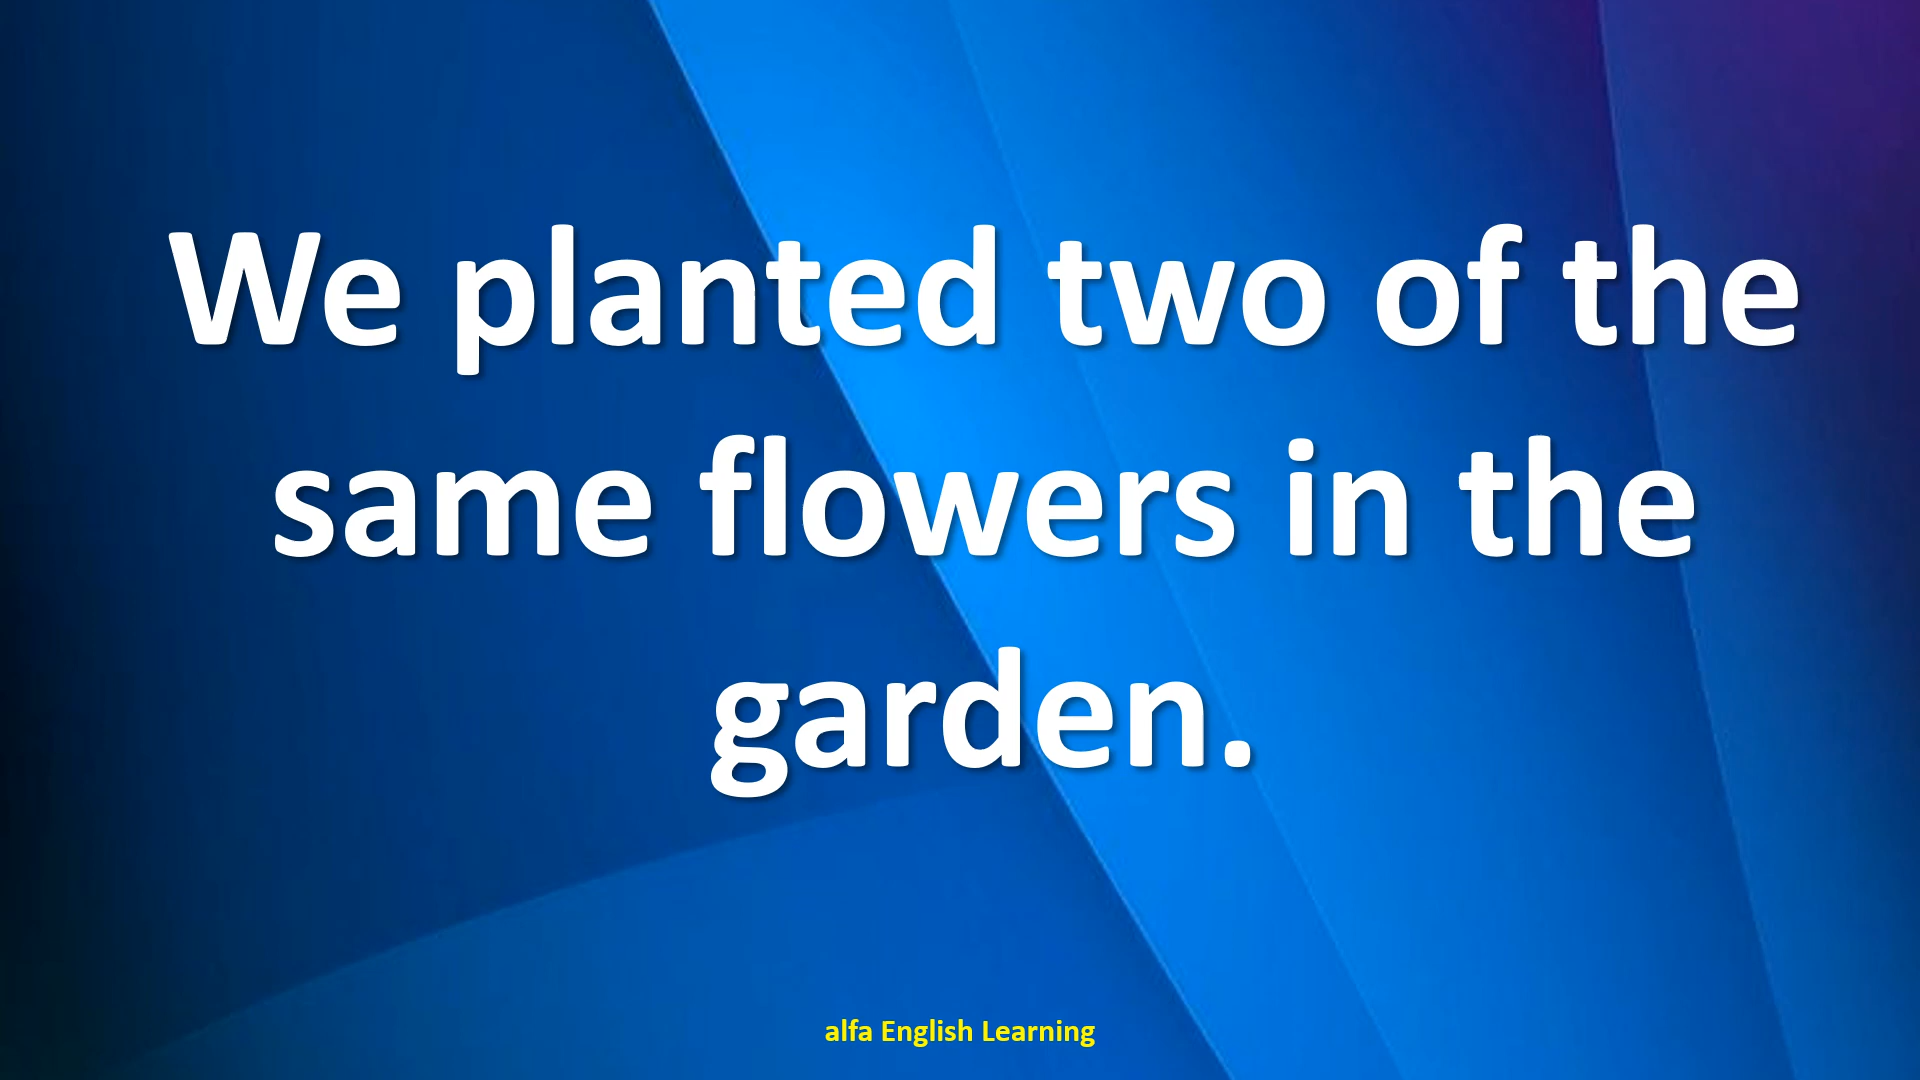 We planted two of the
same flowers in the
garden.
alfa English Learning